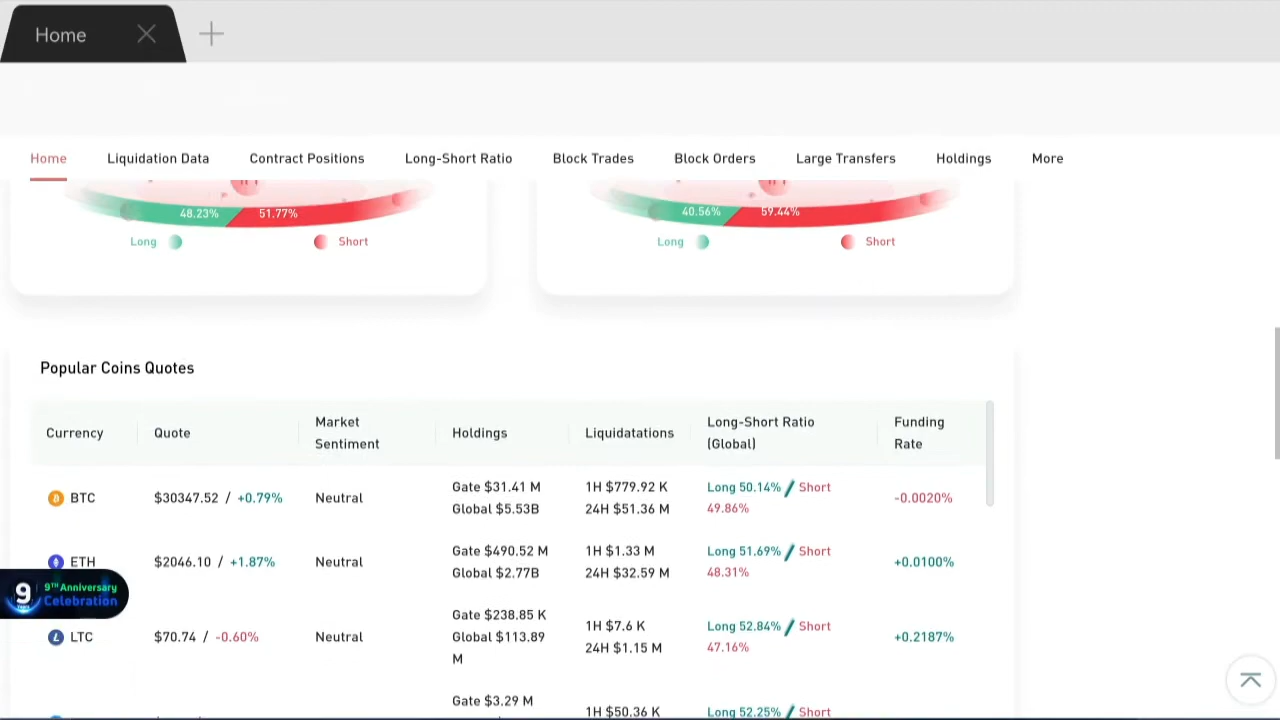 Home
Home Liquidation Data Contract Positions Long-Short Ratio Block Trades Block Orders Large Transfers Holdings More
48.23% 51.77%
Long Short
40.56% 59.44%
Long Short
Popular Coins Quotes
Currency Quote Market Sentiment Holdings Liquidatations Long-Short Ratio (Global) Funding Rate
BTC $30347.52 / +0.79% Neutral Gate $31.41 M Global $5.53B 1H $779.92 K 24H $51.36 M Long 50.14% / Short 49.86% -0.0020%
ETH $2046.10 / +1.87% Neutral Gate $490.52 M Global $2.77B 1H $1.33 M 24H $32.59 M Long 51.69% / Short 48.31% +0.0100%
9 9TH Anniversary
Celebration
LTC $70.74 / -0.60% Neutral Gate $238.85 K Global $113.89 M 1H $7.6 K 24H $1.15 M Long 52.84% / Short 47.16% +0.2187%
Gate $3.29 M 1H $50.36 K Long 52.25% / Short